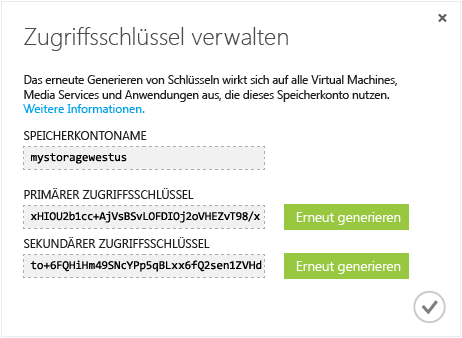 Zugriffsschlüssel verwalten
Das erneute Generieren von Schlüsseln wirkt sich auf alle Virtual Machines,
Media Services und Anwendungen aus, die dieses Speicherkonto nutzen.
Weitere Informationen.
SPEICHERKONTONAME
mystoragewestus
PRIMÄRER ZUGRIFFSSCHLÜSSEL
xHIOU2b1cc+AjVsBSvLOFDIOj2oVHEZvT98/x Erneut generieren
SEKUNDÄRER ZUGRIFFSSCHLÜSSEL
to+6FQHiHm49SNcYPp5qBLxx6fQ2sen1ZVHd Erneut generieren